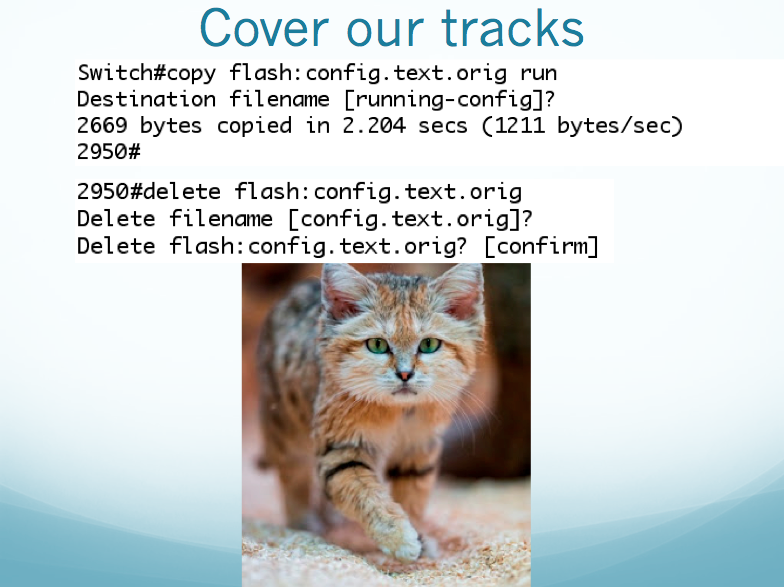 Cover our tracks
Switch#copy flash:config.text.orig run
Destination filename [running-config]?
2669 bytes copied in 2.204 secs (1211 bytes/sec)
2950#
2950#delete flash:config.text.orig
Delete filename [config.text.orig]?
Delete flash:config.text.orig? [confirm]